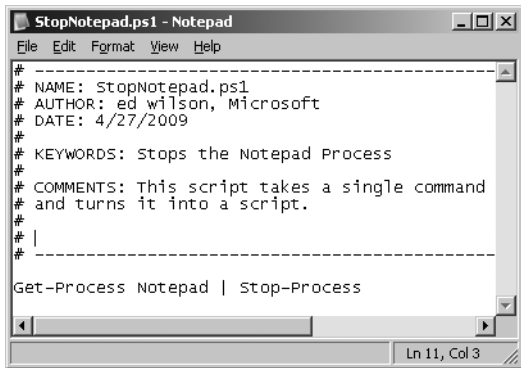 StopNotepad.ps1 - Notepad
File Edit Format View Help
# ---------------------------------------------
# NAME: StopNotepad.ps1
# AUTHOR: ed wilson, Microsoft
# DATE: 4/27/2009
#
# KEYWORDS: Stops the Notepad Process
#
# COMMENTS: This script takes a single command
# and turns it into a script.
#
# |
# ---------------------------------------------
Get-Process Notepad | Stop-Process
Ln 11, Col 3